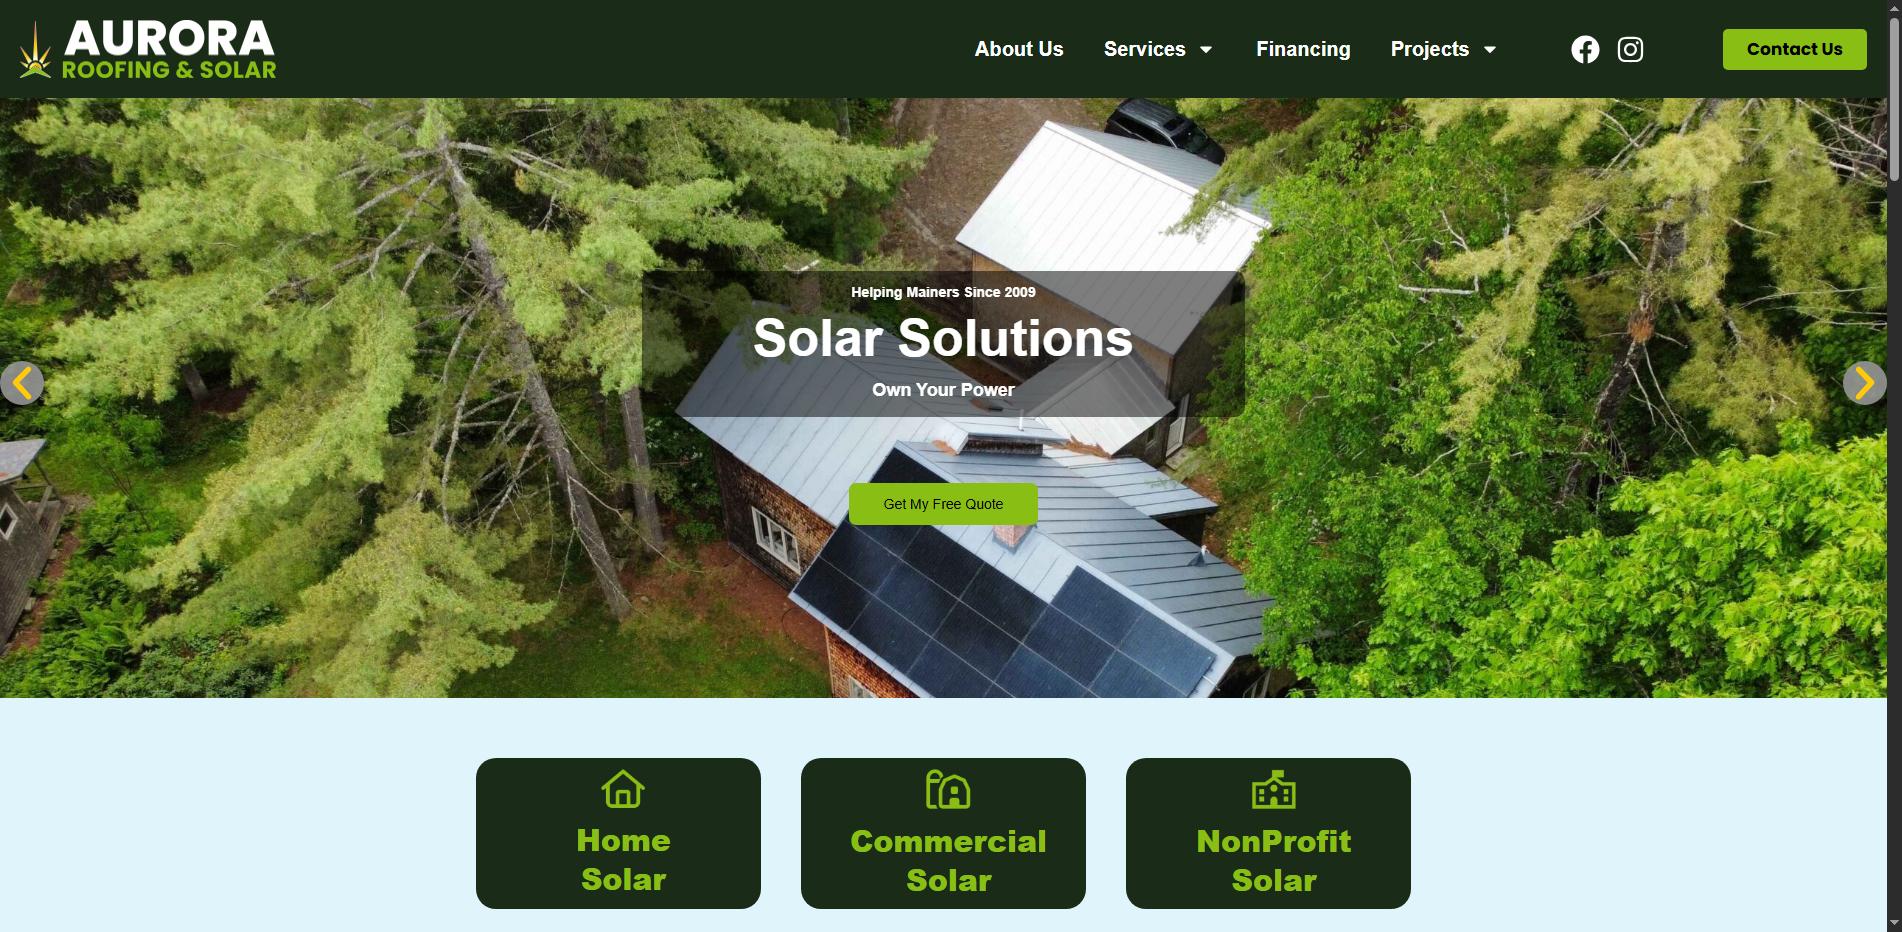 AURORA
ROOFING & SOLAR
About Us
Services
Financing
Projects
Contact Us
Helping Mainers Since 2009
Solar Solutions
Own Your Power
Get My Free Quote
Home
Solar
Commercial
Solar
NonProfit
Solar